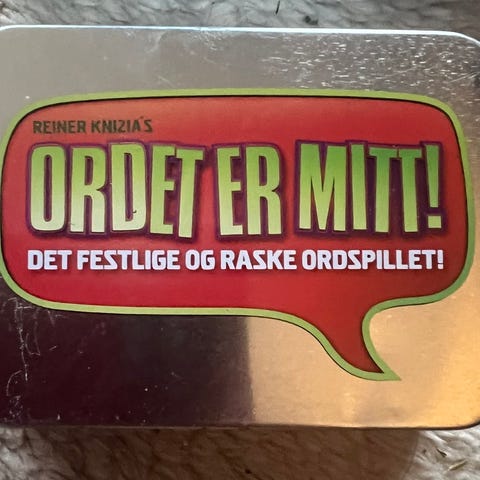 REINER KNIZIA'S
ORDET ER MITT!
DET FESTLIGE OG RASKE ORDSPILLET!